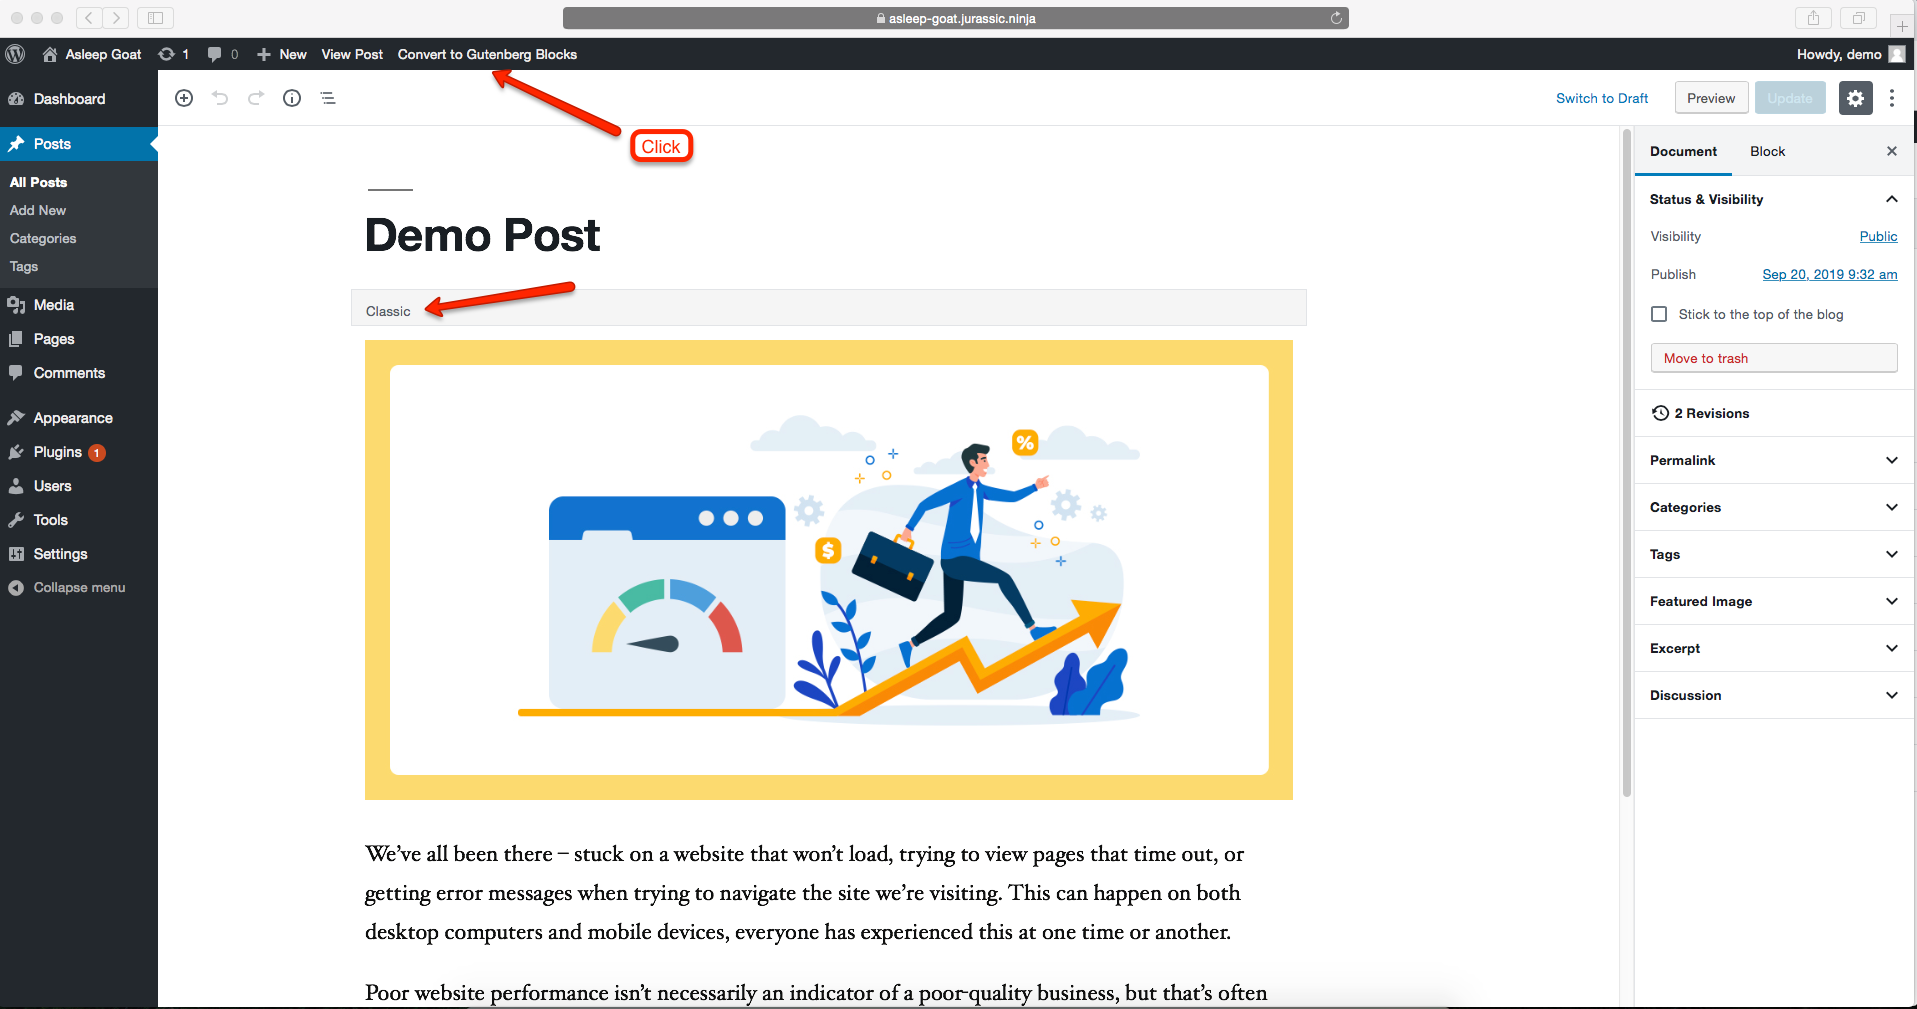 asleep-goat.jurassic.ninja
Asleep Goat 1 0 New View Post Convert to Gutenberg Blocks Howdy, demo
Click
Dashboard
Posts
All Posts
Add New
Categories
Tags
Media
Pages
Comments
Appearance
Plugins 1
Users
Tools
Settings
Collapse menu
Switch to Draft Preview Update
Demo Post
Classic
%
$
We’ve all been there – stuck on a website that won’t load, trying to view pages that time out, or
getting error messages when trying to navigate the site we’re visiting. This can happen on both
desktop computers and mobile devices, everyone has experienced this at one time or another.
Poor website performance isn’t necessarily an indicator of a poor-quality business, but that’s often
Document Block
Status & Visibility
Visibility Public
Publish Sep 20, 2019 9:32 am
Stick to the top of the blog
Move to trash
2 Revisions
Permalink
Categories
Tags
Featured Image
Excerpt
Discussion